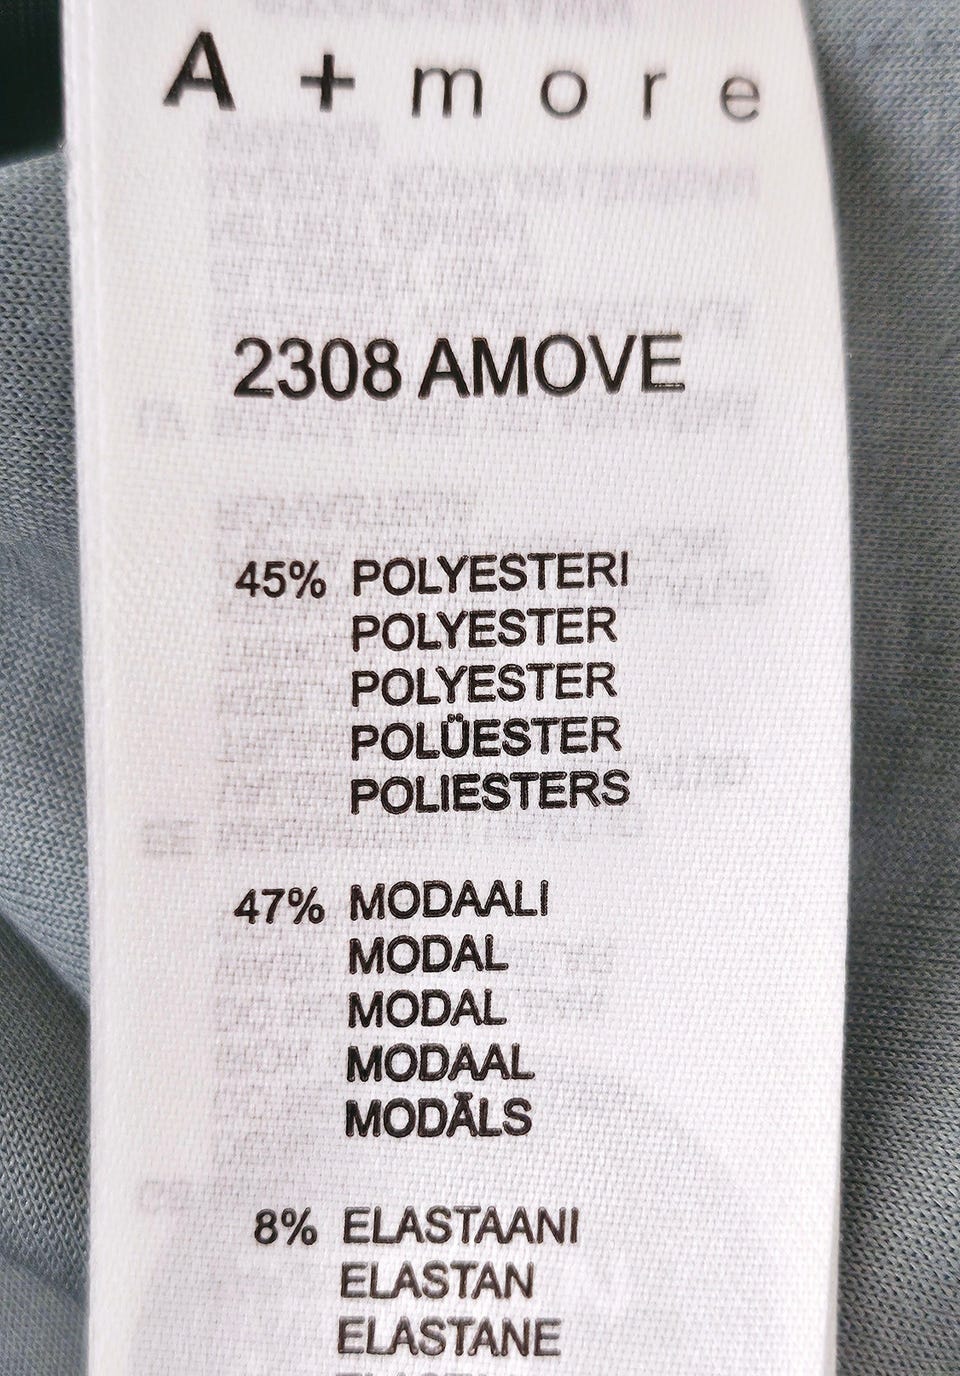 A + more
2308 AMOVE
45% POLYESTERI
POLYESTER
POLYESTER
POLÜESTER
POLIESTERS
47% MODAALI
MODAL
MODAL
MODAAL
MODĀLS
8% ELASTAANI
ELASTAN
ELASTANE